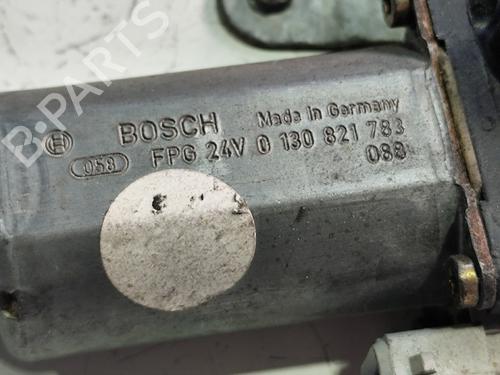 BOSCH Made in Germany
058 FPG 24V 0 130 821 783
088
B-PARTS